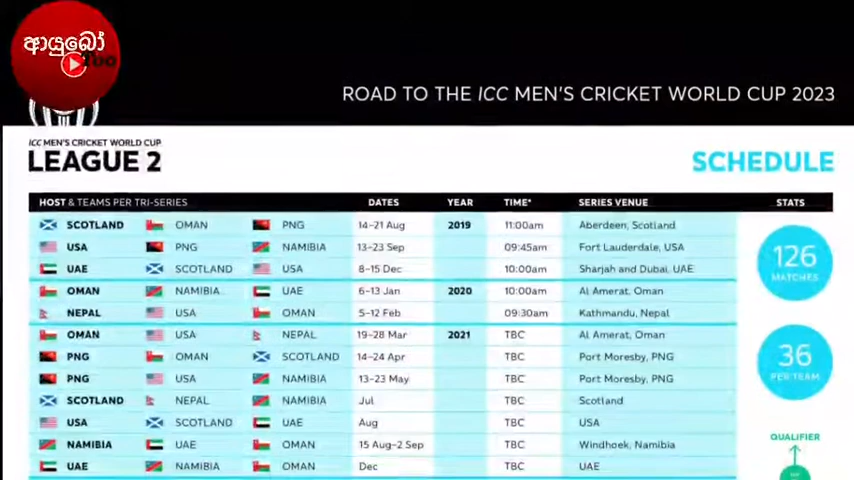 ආයුබෝ
Too
ROAD TO THE ICC MEN'S CRICKET WORLD CUP 2023
ICC MEN'S CRICKET WORLD CUP
LEAGUE 2
SCHEDULE
HOST & TEAMS PER TRI-SERIES DATES YEAR TIME* SERIES VENUE STATS
SCOTLAND OMAN PNG 14-21 Aug 2019 11:00am Aberdeen, Scotland
USA PNG NAMIBIA 13-23 Sep 09:45am Fort Lauderdale, USA
UAE SCOTLAND USA 8-15 Dec 10:00am Sharjah and Dubai, UAE
OMAN NAMIBIA UAE 6-13 Jan 2020 10:00am Al Amerat, Oman
NEPAL USA OMAN 5-12 Feb 09:30am Kathmandu, Nepal
OMAN USA NEPAL 19-28 Mar 2021 TBC Al Amerat, Oman
PNG OMAN SCOTLAND 14-24 Apr TBC Port Moresby, PNG
PNG USA NAMIBIA 13-23 May TBC Port Moresby, PNG
SCOTLAND NEPAL NAMIBIA Jul TBC Scotland
USA SCOTLAND UAE Aug TBC USA
NAMIBIA UAE OMAN 15 Aug-2 Sep TBC Windhoek, Namibia
UAE NAMIBIA OMAN Dec TBC UAE
126
MATCHES
36
PER TEAM
QUALIFIER